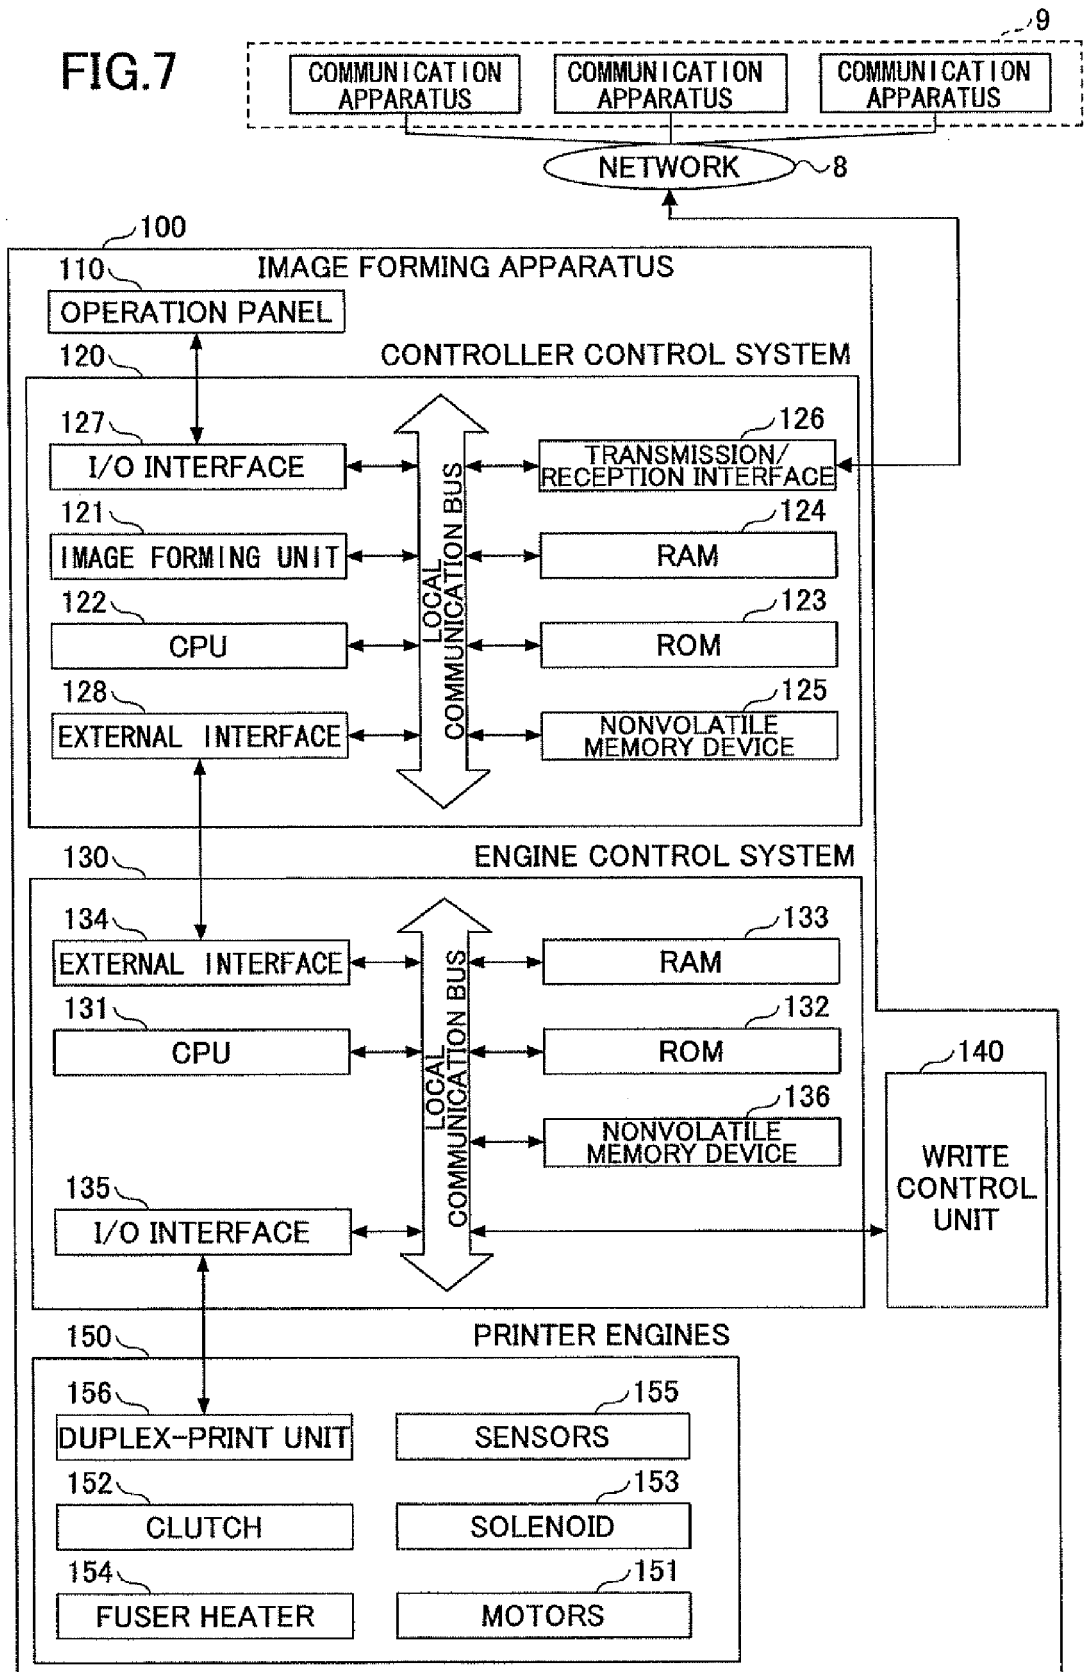 FIG.7
9
COMMUNICATION
APPARATUS
COMMUNICATION
APPARATUS
COMMUNICATION
APPARATUS
NETWORK
8
100
IMAGE FORMING APPARATUS
110
OPERATION PANEL
120
CONTROLLER CONTROL SYSTEM
127
I/O INTERFACE
126
TRANSMISSION/
RECEPTION INTERFACE
121
IMAGE FORMING UNIT
124
RAM
122
CPU
123
ROM
128
EXTERNAL INTERFACE
125
NONVOLATILE
MEMORY DEVICE
LOCAL
COMMUNICATION BUS
130
ENGINE CONTROL SYSTEM
134
EXTERNAL INTERFACE
133
RAM
131
CPU
132
ROM
136
NONVOLATILE
MEMORY DEVICE
135
I/O INTERFACE
LOCAL
COMMUNICATION BUS
140
WRITE
CONTROL
UNIT
150
PRINTER ENGINES
156
DUPLEX-PRINT UNIT
155
SENSORS
152
CLUTCH
153
SOLENOID
154
FUSER HEATER
151
MOTORS